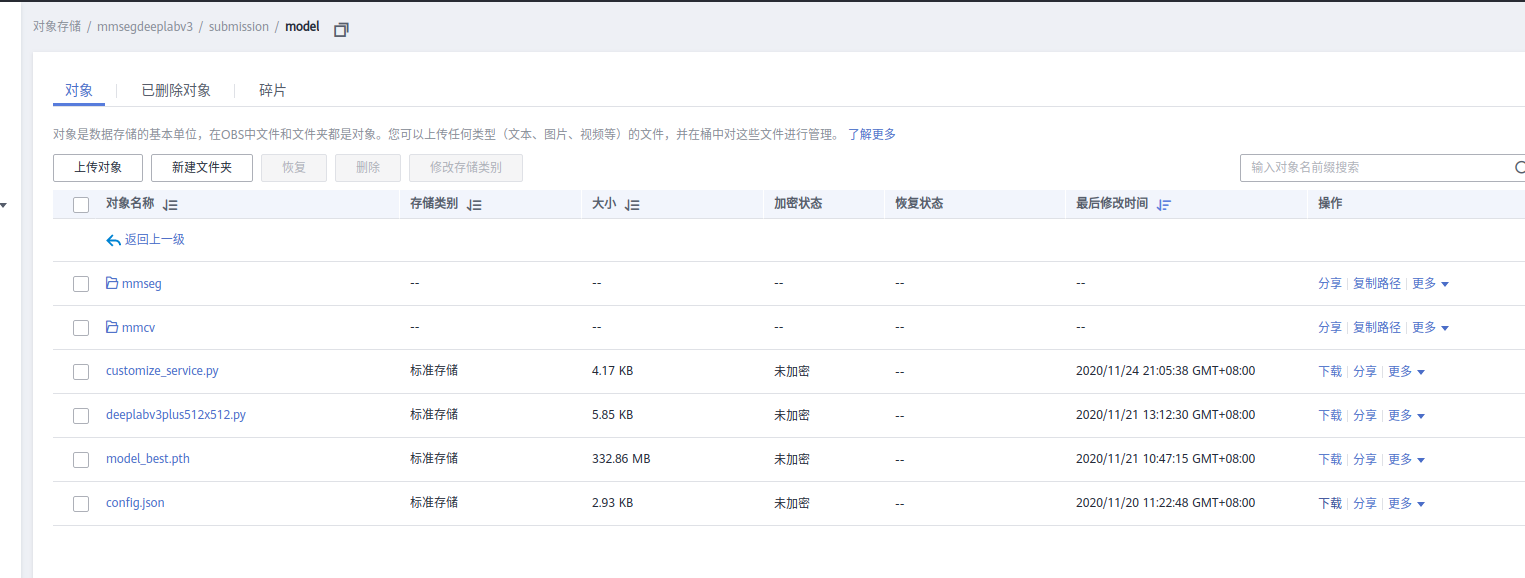 对象存储 / mmsegdeeplabv3 / submission / model
对象 已删除对象 碎片
对象是数据存储的基本单位，在OBS中文件和文件夹都是对象。您可以上传任何类型（文本、图片、视频等）的文件，并在桶中对这些文件进行管理。 了解更多
上传对象 新建文件夹 恢复 删除 修改存储类别 输入对象名前缀搜索
对象名称 存储类别 大小 加密状态 恢复状态 最后修改时间 操作
返回上一级
mmseg -- -- -- -- -- 分享 复制路径 更多
mmcv -- -- -- -- -- 分享 复制路径 更多
customize_service.py 标准存储 4.17 KB 未加密 -- 2020/11/24 21:05:38 GMT+08:00 下载 分享 更多
deeplabv3plus512x512.py 标准存储 5.85 KB 未加密 -- 2020/11/21 13:12:30 GMT+08:00 下载 分享 更多
model_best.pth 标准存储 332.86 MB 未加密 -- 2020/11/21 10:47:15 GMT+08:00 下载 分享 更多
config.json 标准存储 2.93 KB 未加密 -- 2020/11/20 11:22:48 GMT+08:00 下载 分享 更多